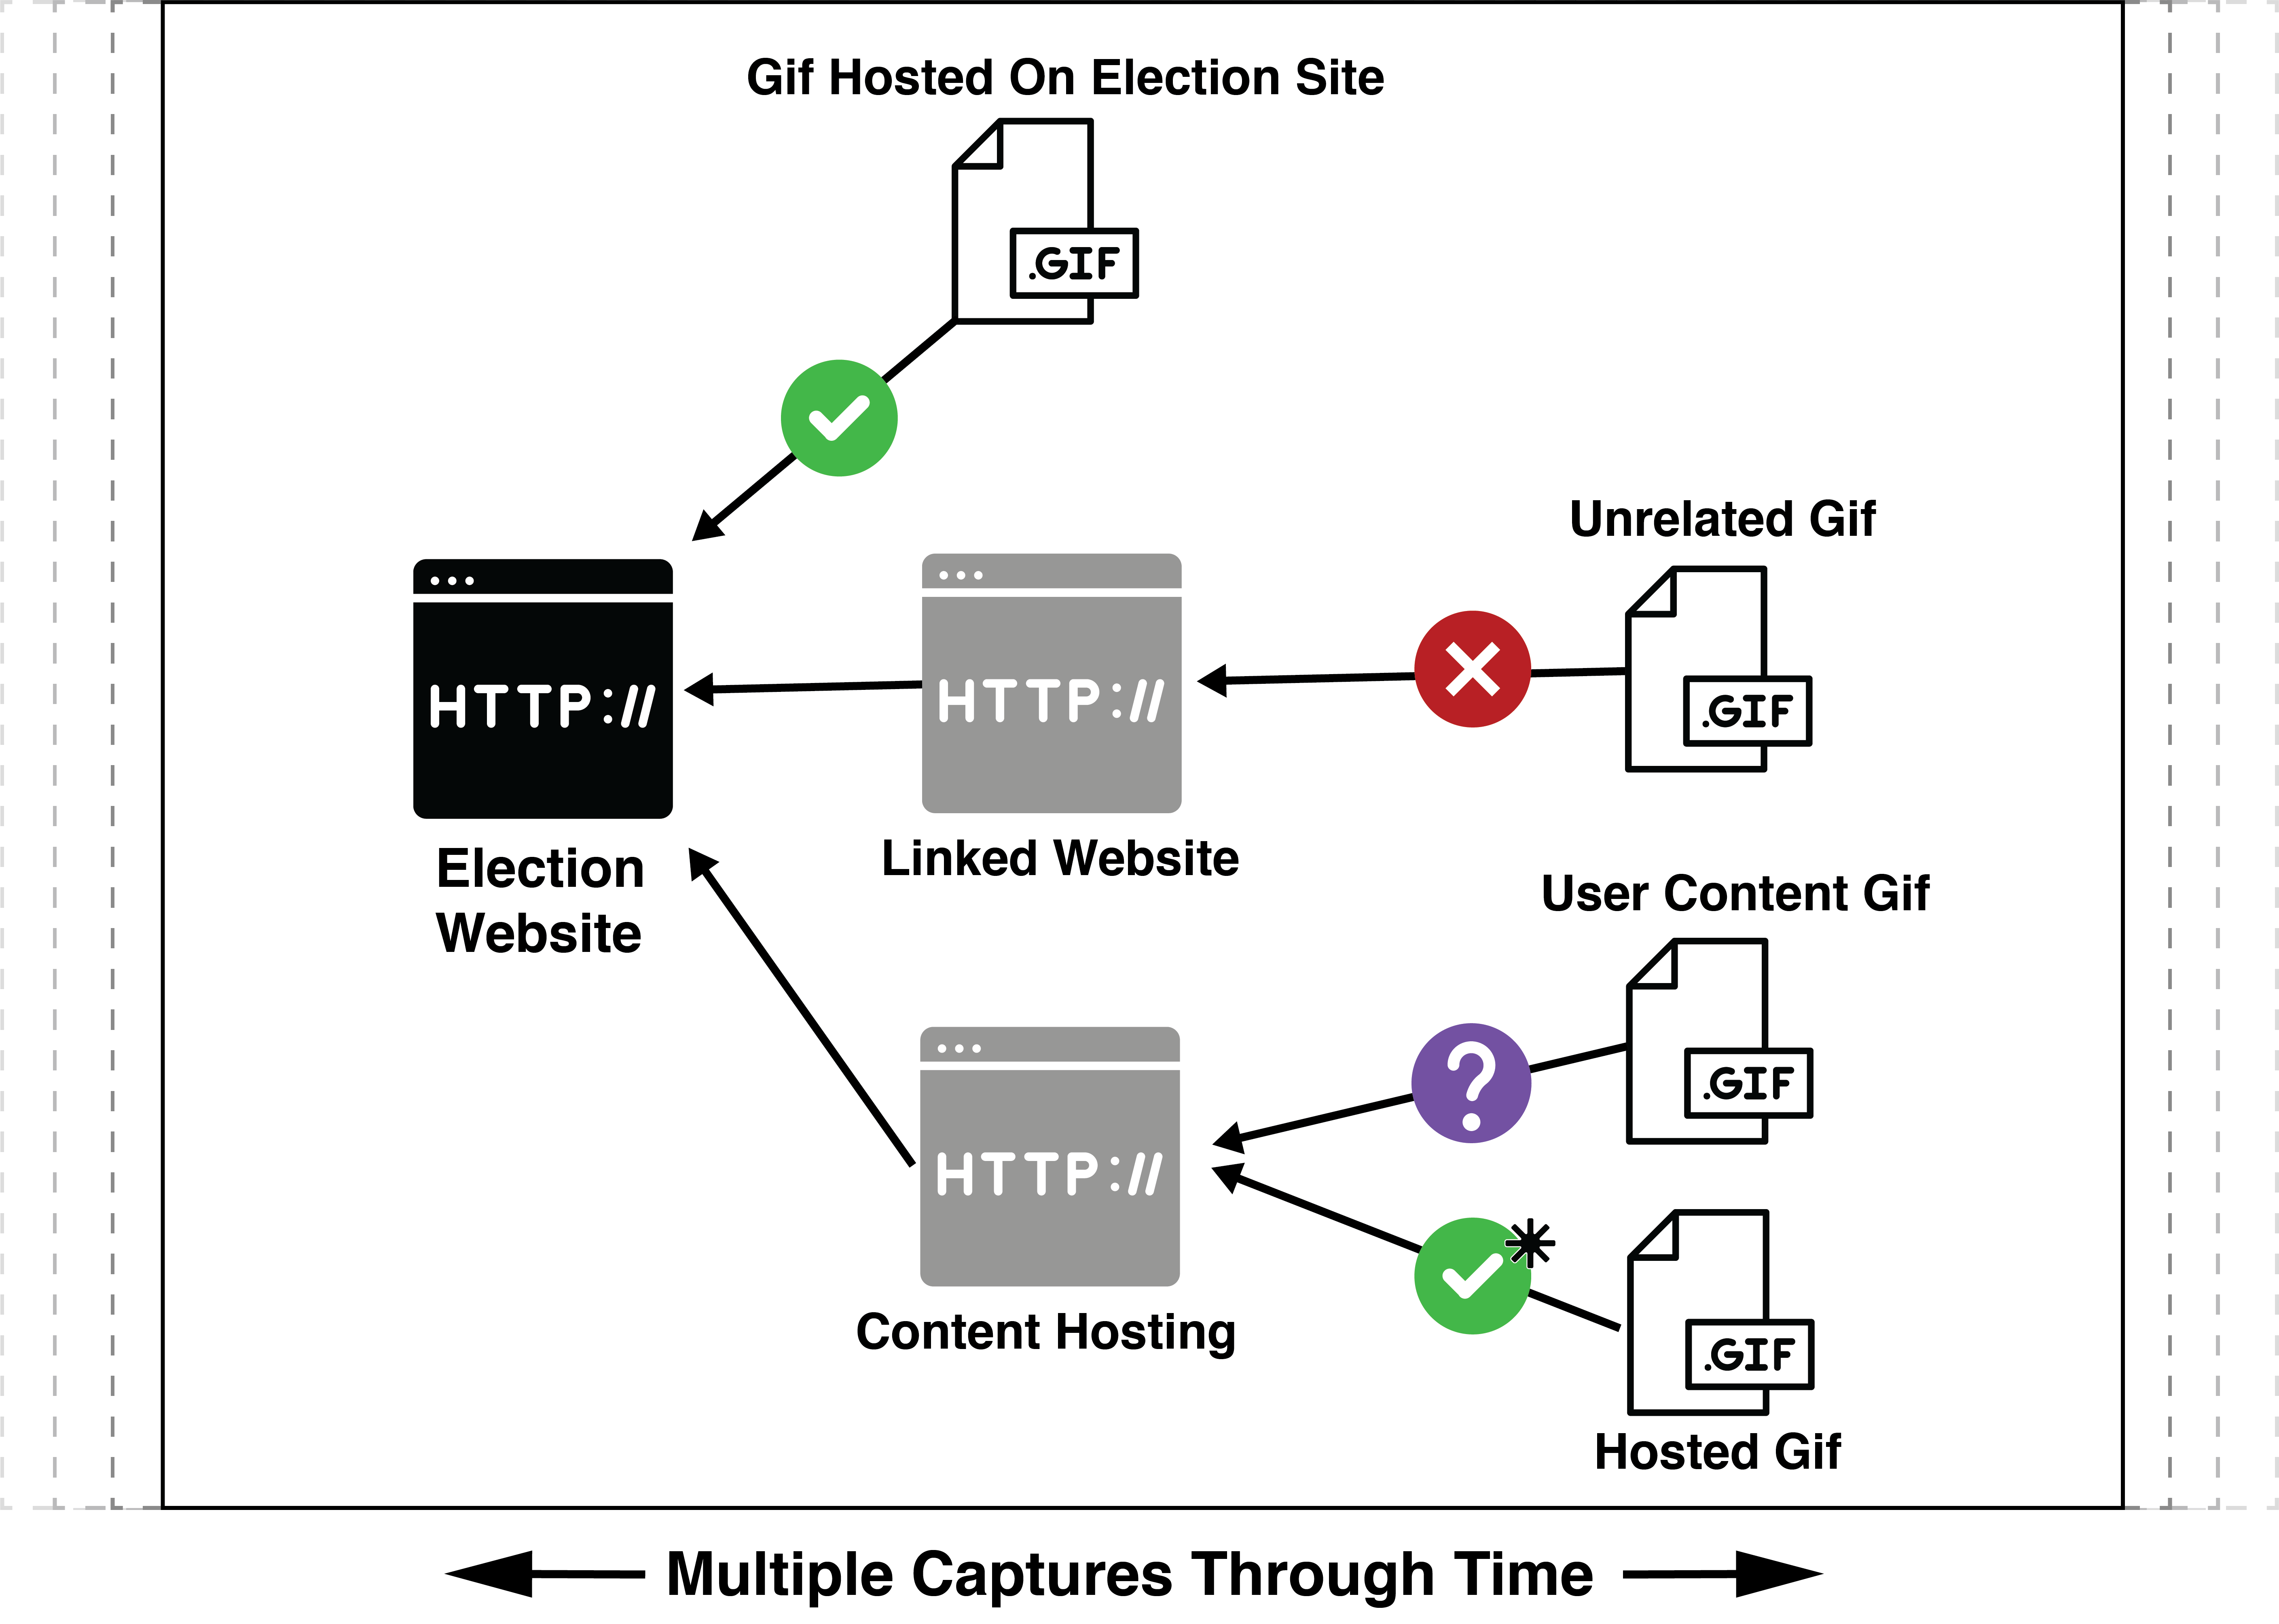 Gif Hosted On Election Site
.GIF
Unrelated Gif
.GIF
HTTP://
HTTP://
Election
Website
Linked Website
User Content Gif
.GIF
HTTP://
Content Hosting
.GIF
Hosted Gif
Multiple Captures Through Time